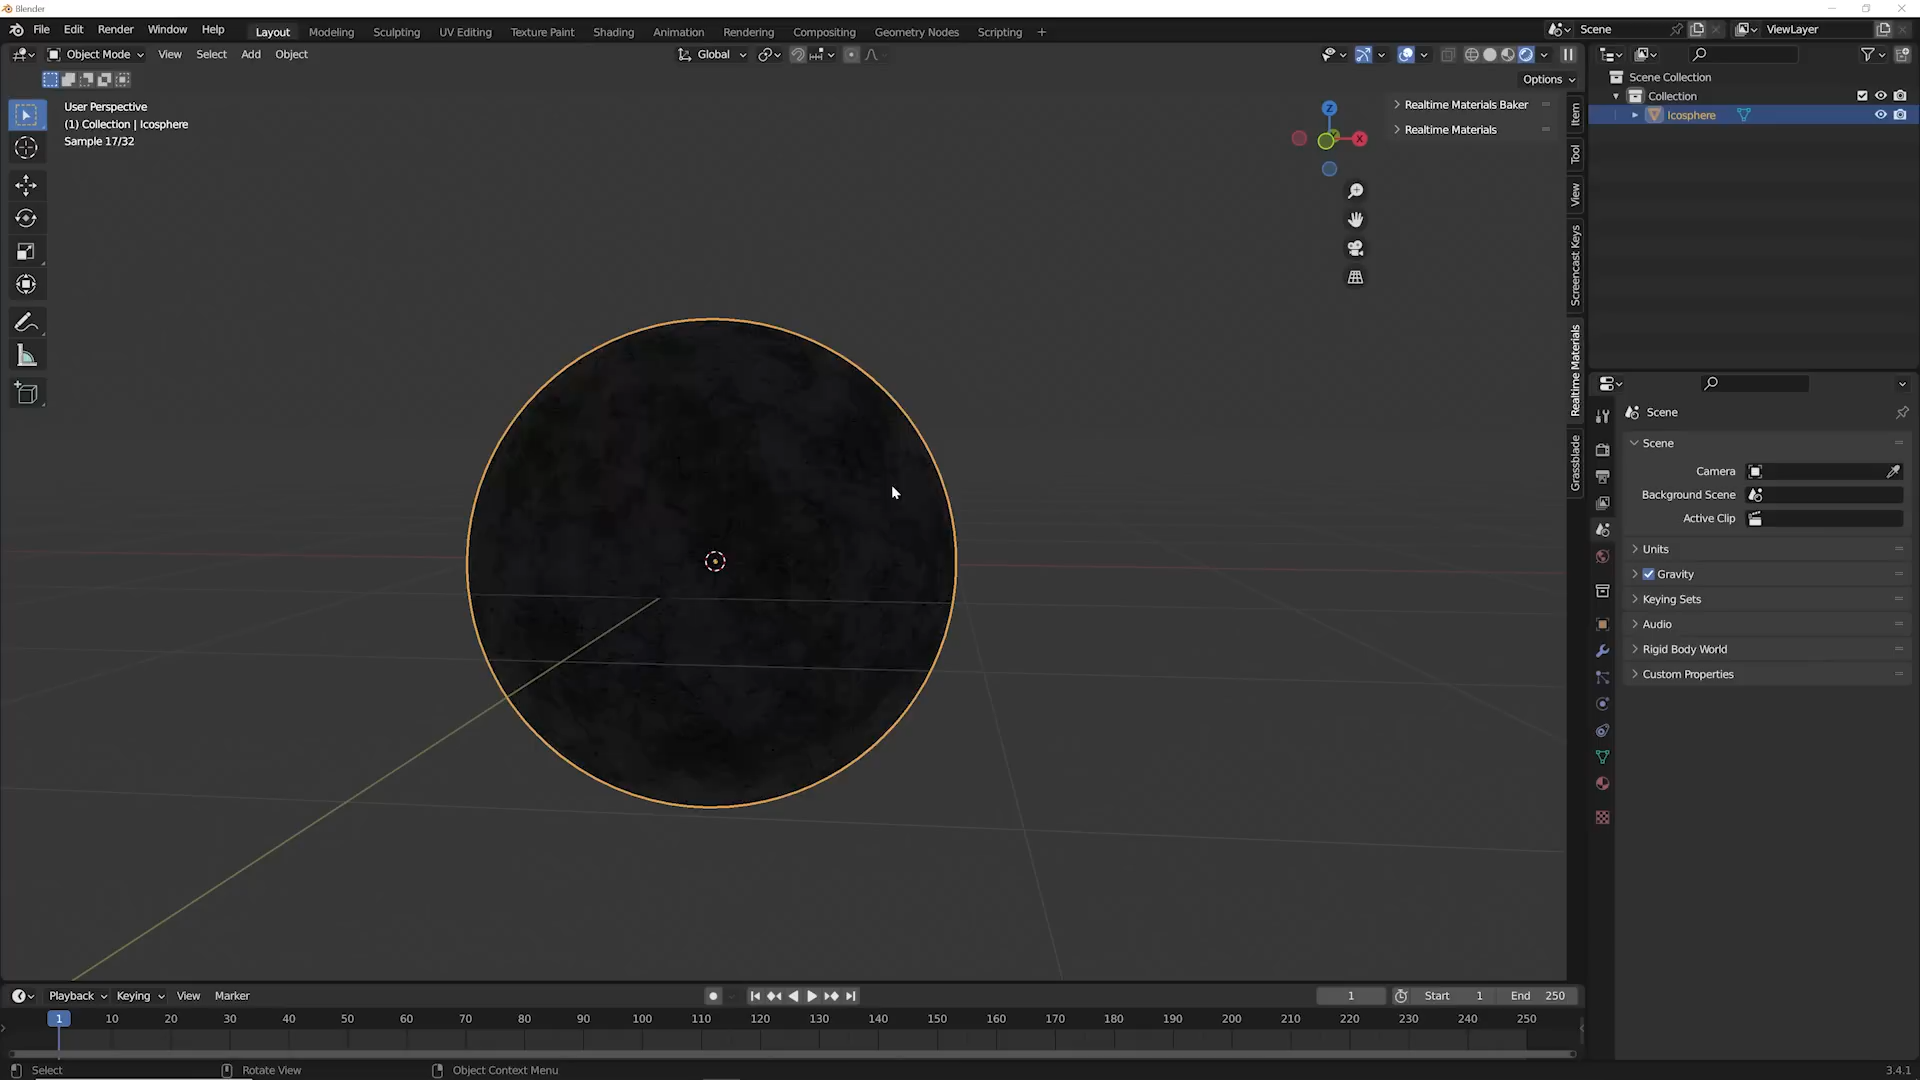 Blender
File Edit Render Window Help Layout Modeling Sculpting UV Editing Texture Paint Shading Animation Rendering Compositing Geometry Nodes Scripting + Scene ViewLayer
Object Mode View Select Add Object Global
Options
User Perspective
(1) Collection | Icosphere
Sample 17/32
Z
X
Realtime Materials Baker
Realtime Materials
Item
Tool
View
Screencast Keys
Realtime Materials
Grassblade
Scene Collection
Collection
Icosphere
Scene
Scene
Camera
Background Scene
Active Clip
Units
Gravity
Keying Sets
Audio
Rigid Body World
Custom Properties
Playback Keying View Marker 1 Start 1 End 250
1 10 20 30 40 50 60 70 80 90 100 110 120 130 140 150 160 170 180 190 200 210 220 230 240 250
Select Rotate View Object Context Menu 3.4.1